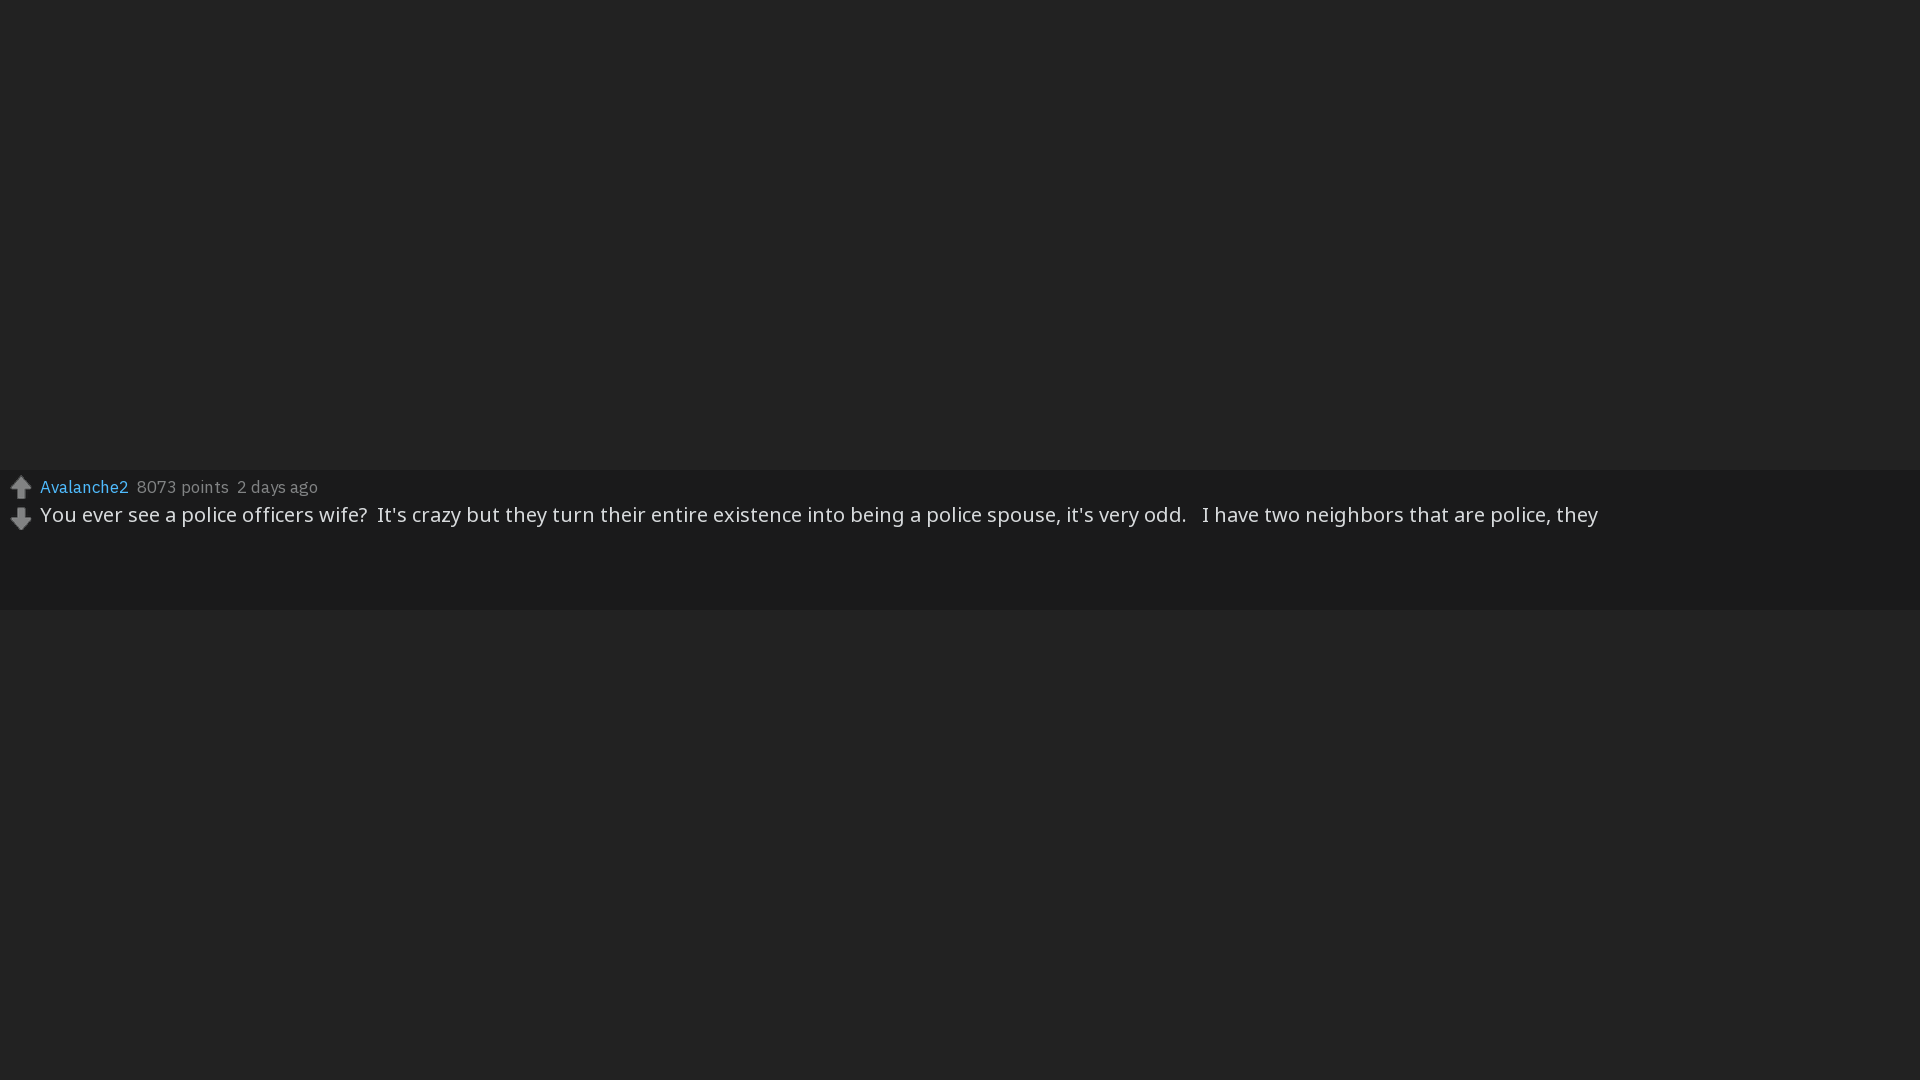 Avalanche2 8073 points 2 days ago
You ever see a police officers wife?  It's crazy but they turn their entire existence into being a police spouse, it's very odd.   I have two neighbors that are police, they